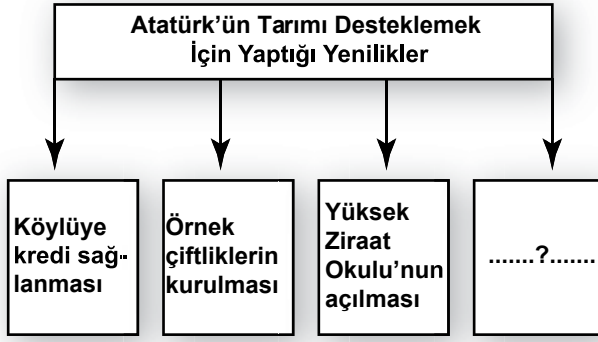 Atatürk’ün Tarımı Desteklemek
İçin Yaptığı Yenilikler
Köylüye
kredi sağ-
lanması
Örnek
çiftliklerin
kurulması
Yüksek
Ziraat
Okulu’nun
açılması
.......?.......